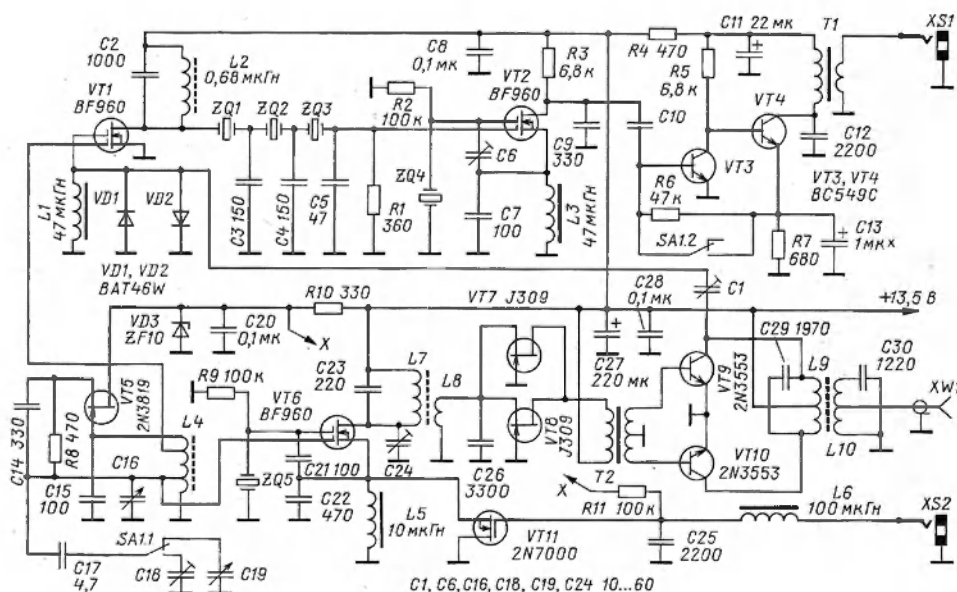 C2
1000
L2
0,68 мкГн
VT1
BF960
ZQ1
ZQ2
ZQ3
L1
47 мкГн
VD1
VD2
C3 150
C4 150
C5
47
R1
360
VD1, VD2
BAT46W
C8
0,1 мк
R2
100 к
VT2
BF960
R3
6,8 к
C9
330
C6
ZQ4
C7
100
L3
47 мкГн
R4 470
C11 22 мк
+
R5
6,8 к
T1
XS1
C10
VT4
VT3
C12
2200
VT3, VT4
BC549C
R6
47 к
SA1.2
R7
680
+
C13
1 мк x
C1
+13,5 В
VD3
ZF10
C20
0,1 мк
R10 330
X
VT5
2N3819
R9 100 к
VT6
BF960
C23
220
L7
L8
C24
VT7 J309
VT8
J309
C28
0,1 мк
+
C27
220 мк
C29 1970
VT9
2N3553
L9
C30
1220
XW1
L10
VT10
2N3553
T2
C14 330
R8 470
C15
100
C16
L4
ZQ5
C21 100
C22
470
L5
10 мкГн
C26
3300
X
R11 100 к
VT11
2N7000
C25
2200
L6
100 мкГн
XS2
C17
4,7
SA1.1
C18
C19
C1, C6, C16, C18, C19, C24 10...60